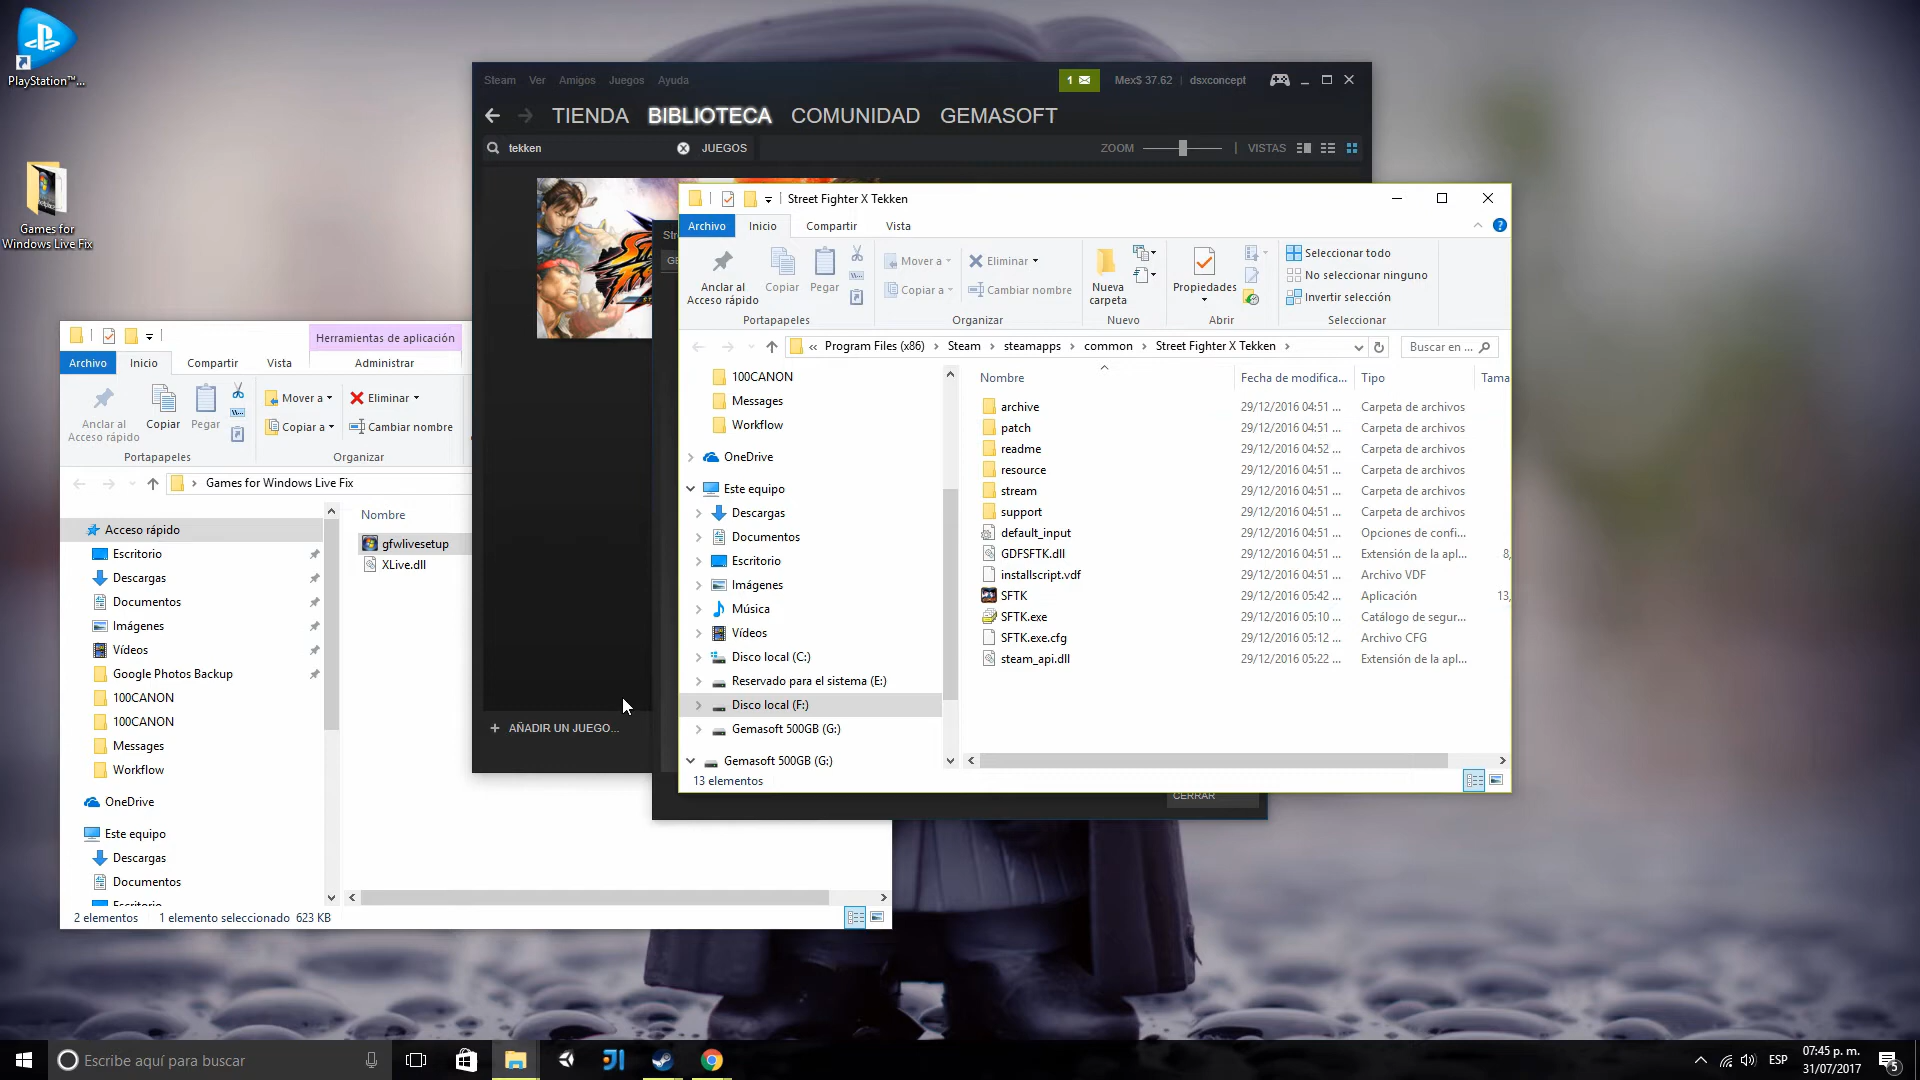 PlayStation™...
Games for
Windows Live Fix
Steam Ver Amigos Juegos Ayuda
1
Mex$ 37.62 | dsxconcept
TIENDA BIBLIOTECA COMUNIDAD GEMASOFT
tekken
JUEGOS
ZOOM
VISTAS
AÑADIR UN JUEGO...
CERRAR
Street Fighter X Tekken
Archivo Inicio Compartir Vista
Anclar al
Acceso rápido
Copiar
Pegar
Portapapeles
Mover a
Copiar a
Eliminar
Cambiar nombre
Organizar
Nueva
carpeta
Nuevo
Propiedades
Abrir
Seleccionar todo
No seleccionar ninguno
Invertir selección
Seleccionar
« Program Files (x86) > Steam > steamapps > common > Street Fighter X Tekken >
Buscar en ...
100CANON
Messages
Workflow
OneDrive
Este equipo
Descargas
Documentos
Escritorio
Imágenes
Música
Vídeos
Disco local (C:)
Reservado para el sistema (E:)
Disco local (F:)
Gemasoft 500GB (G:)
Gemasoft 500GB (G:)
13 elementos
Nombre Fecha de modifica... Tipo Tama
archive 29/12/2016 04:51 ... Carpeta de archivos
patch 29/12/2016 04:51 ... Carpeta de archivos
readme 29/12/2016 04:52 ... Carpeta de archivos
resource 29/12/2016 04:51 ... Carpeta de archivos
stream 29/12/2016 04:51 ... Carpeta de archivos
support 29/12/2016 04:51 ... Carpeta de archivos
default_input 29/12/2016 04:51 ... Opciones de confi...
GDFSFTK.dll 29/12/2016 04:51 ... Extensión de la apl... 8,
installscript.vdf 29/12/2016 04:51 ... Archivo VDF
SFTK 29/12/2016 05:42 ... Aplicación 13,
SFTK.exe 29/12/2016 05:10 ... Catálogo de segur...
SFTK.exe.cfg 29/12/2016 05:12 ... Archivo CFG
steam_api.dll 29/12/2016 05:22 ... Extensión de la apl...
Herramientas de aplicación
Archivo Inicio Compartir Vista Administrar
Anclar al
Acceso rápido
Copiar
Pegar
Portapapeles
Mover a
Copiar a
Eliminar
Cambiar nombre
Organizar
> Games for Windows Live Fix
Acceso rápido
Escritorio
Descargas
Documentos
Imágenes
Vídeos
Google Photos Backup
100CANON
100CANON
Messages
Workflow
OneDrive
Este equipo
Descargas
Documentos
Escritorio
Nombre
gfwlivesetup
XLive.dll
2 elementos 1 elemento seleccionado 623 KB
Escribe aquí para buscar
ESP
07:45 p. m.
31/07/2017
5